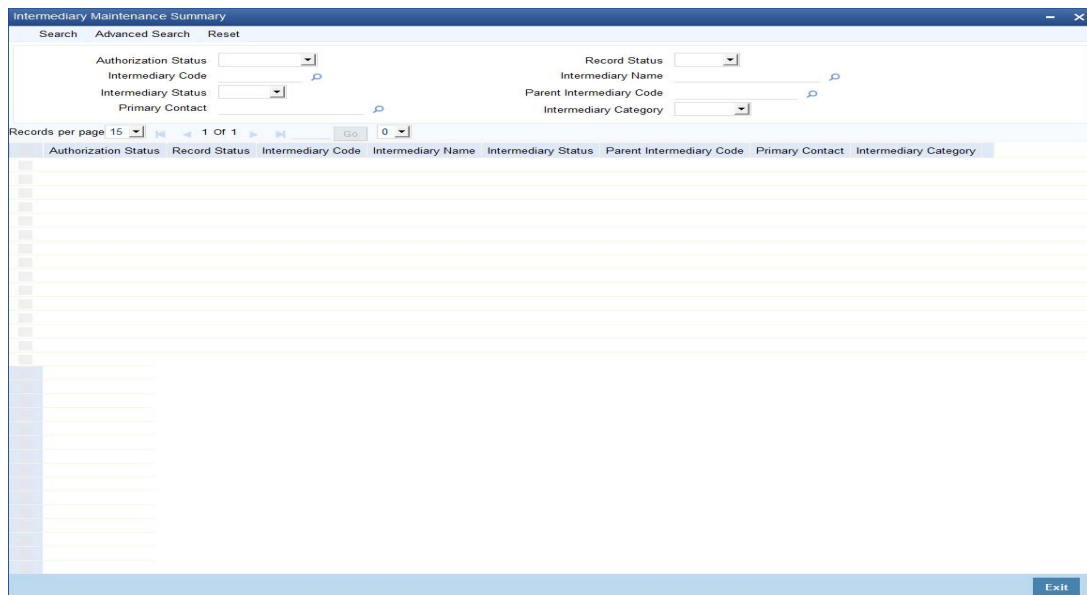 Intermediary Maintenance Summary
Search Advanced Search Reset
Authorization Status Record Status
Intermediary Code Intermediary Name
Intermediary Status Parent Intermediary Code
Primary Contact Intermediary Category
Records per page 15 1 Of 1 Go 0
Authorization Status Record Status Intermediary Code Intermediary Name Intermediary Status Parent Intermediary Code Primary Contact Intermediary Category
Exit